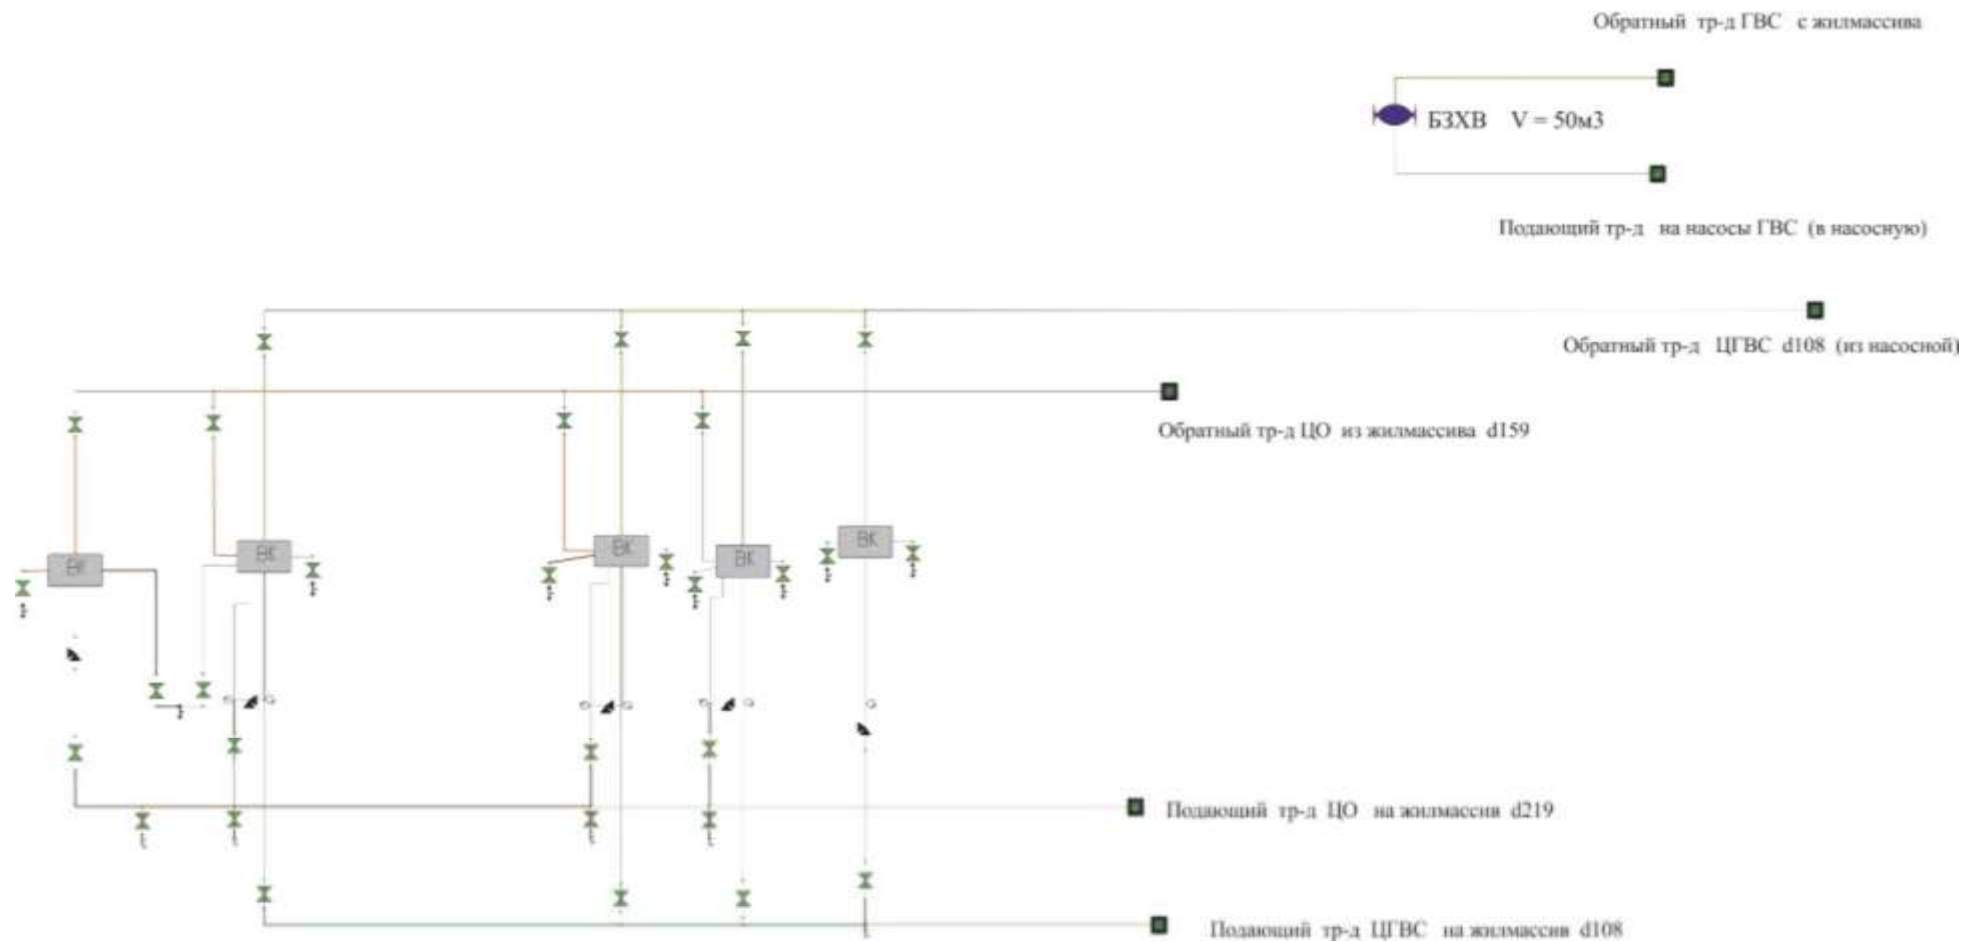 Обратный тр-д ГВС с жилмассива
БЗХВ V = 50м3
Подающий тр-д на насосы ГВС (в насосную)
Обратный тр-д ЦГВС d108 (из насосной)
Обратный тр-д ЦО из жилмассива d159
ВК
ВК
ВК
ВК
ВК
Подающий тр-д ЦО на жилмассив d219
Подающий тр-д ЦГВС на жилмассив d108